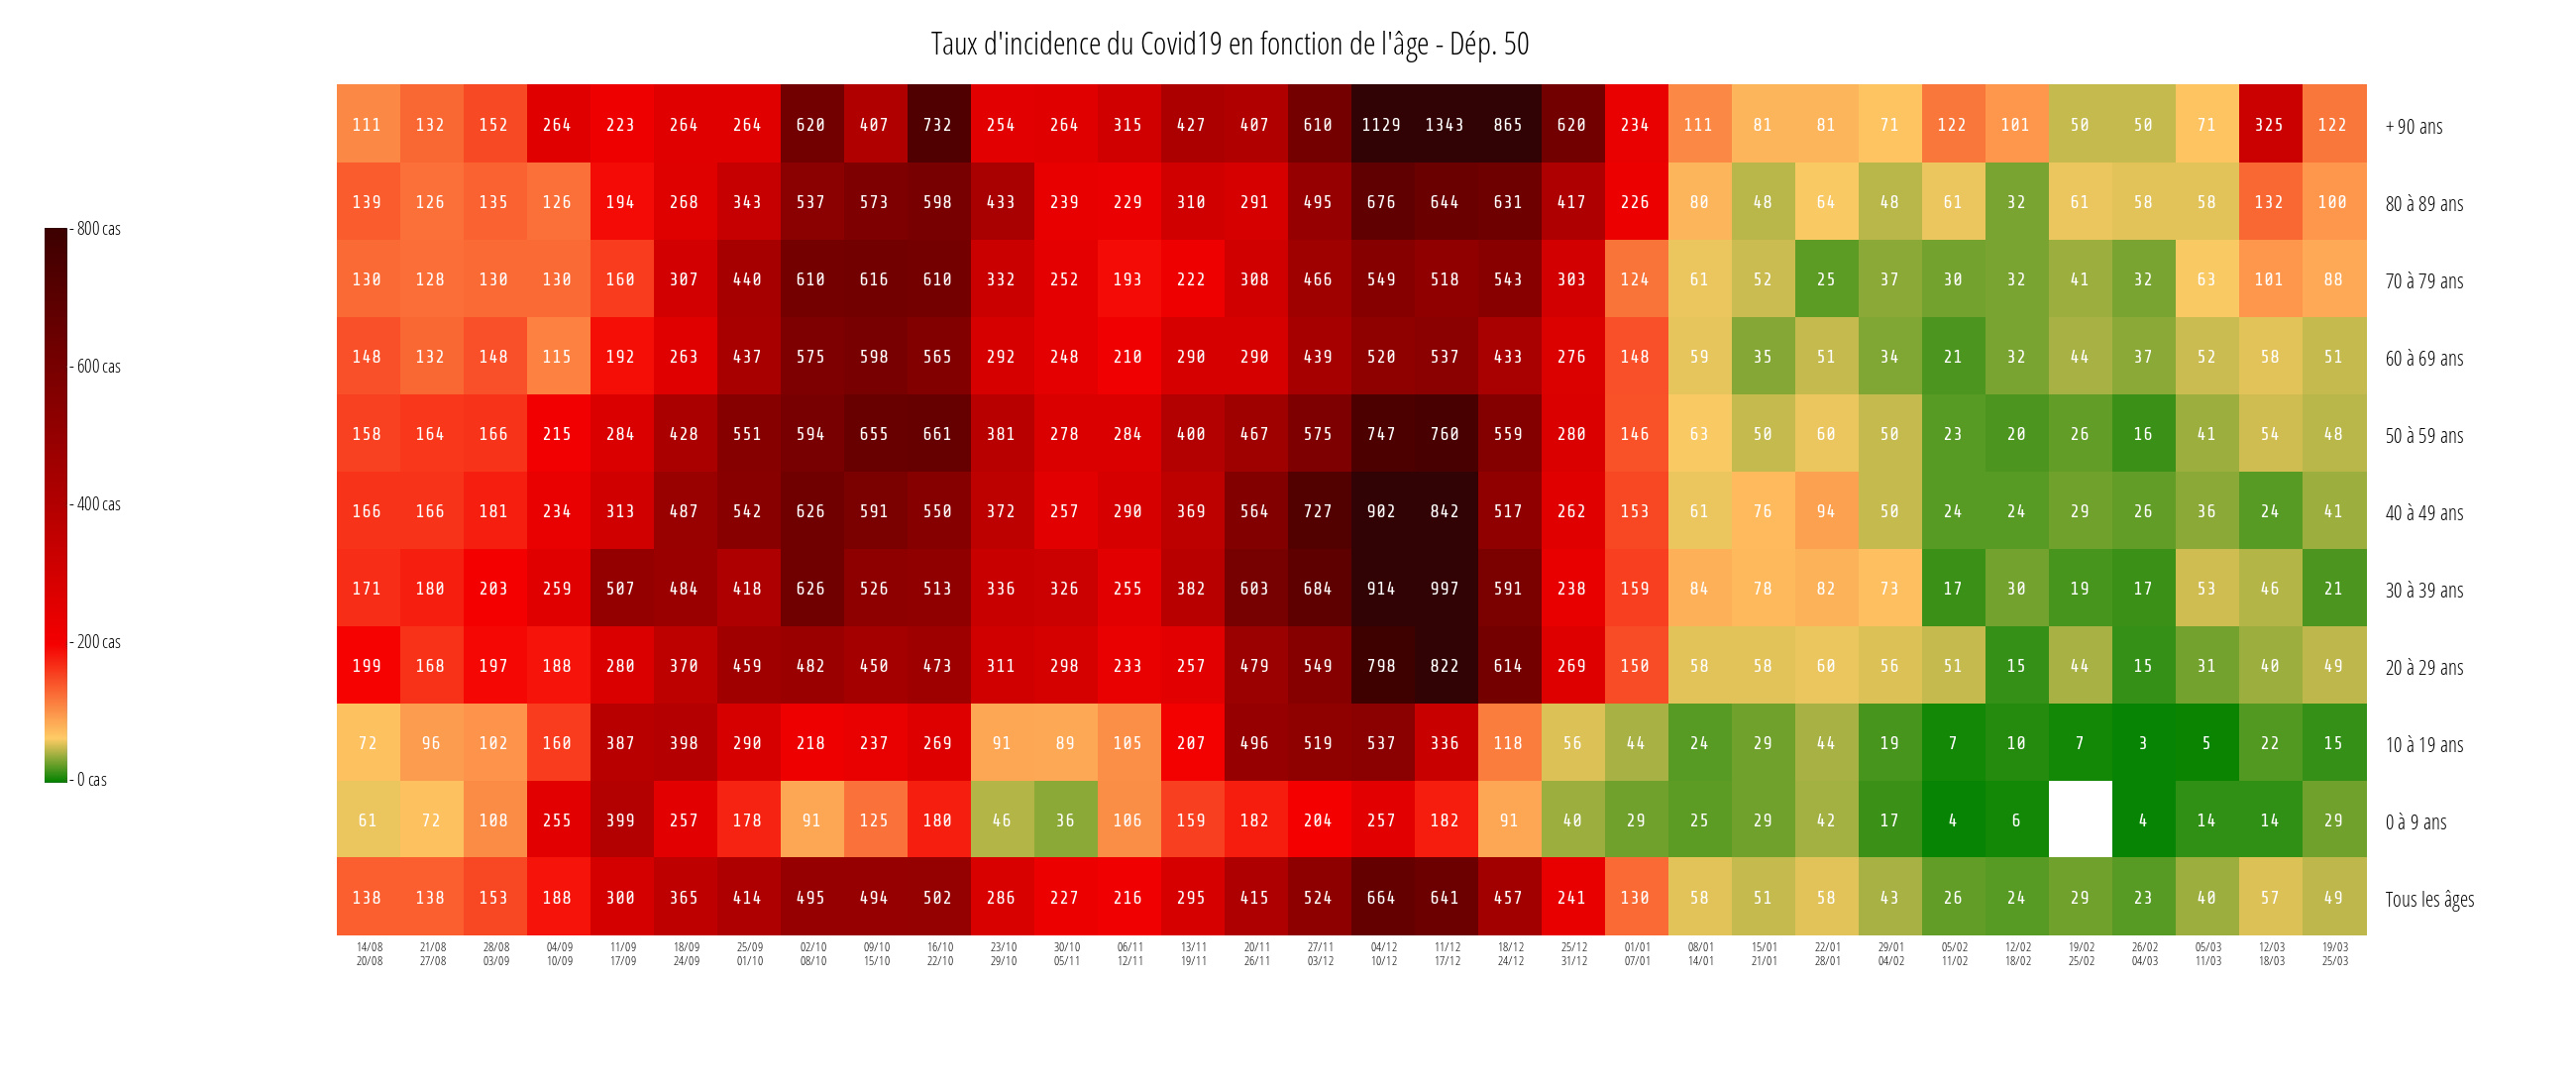 Taux d'incidence du Covid19 en fonction de l'âge - Dép. 50
111 132 152 264 223 264 264 620 407 732 254 264 315 427 407 610 1129 1343 865 620 234 111 81 81 71 122 101 50 50 71 325 122 + 90 ans
139 126 135 126 194 268 343 537 573 598 433 239 229 310 291 495 676 644 631 417 226 80 48 64 48 61 32 61 58 58 132 100 80 à 89 ans
- 800 cas
130 128 130 130 160 307 440 610 616 610 332 252 193 222 308 466 549 518 543 303 124 61 52 25 37 30 32 41 32 63 101 88 70 à 79 ans
148 132 148 115 192 263 437 575 598 565 292 248 210 290 290 439 520 537 433 276 148 59 35 51 34 21 32 44 37 52 58 51 60 à 69 ans
- 600 cas
158 164 166 215 284 428 551 594 655 661 381 278 284 400 467 575 747 760 559 280 146 63 50 60 50 23 20 26 16 41 54 48 50 à 59 ans
- 400 cas
166 166 181 234 313 487 542 626 591 550 372 257 290 369 564 727 902 842 517 262 153 61 76 94 50 24 24 29 26 36 24 41 40 à 49 ans
171 180 203 259 507 484 418 626 526 513 336 326 255 382 603 684 914 997 591 238 159 84 78 82 73 17 30 19 17 53 46 21 30 à 39 ans
- 200 cas
199 168 197 188 280 370 459 482 450 473 311 298 233 257 479 549 798 822 614 269 150 58 58 60 56 51 15 44 15 31 40 49 20 à 29 ans
72 96 102 160 387 398 290 218 237 269 91 89 105 207 496 519 537 336 118 56 44 24 29 44 19 7 10 7 3 5 22 15 10 à 19 ans
- 0 cas
61 72 108 255 399 257 178 91 125 180 46 36 106 159 182 204 257 182 91 40 29 25 29 42 17 4 6 4 14 14 29 0 à 9 ans
138 138 153 188 300 365 414 495 494 502 286 227 216 295 415 524 664 641 457 241 130 58 51 58 43 26 24 29 23 40 57 49 Tous les âges
14/08 21/08 28/08 04/09 11/09 18/09 25/09 02/10 09/10 16/10 23/10 30/10 06/11 13/11 20/11 27/11 04/12 11/12 18/12 25/12 01/01 08/01 15/01 22/01 29/01 05/02 12/02 19/02 26/02 05/03 12/03 19/03
20/08 27/08 03/09 10/09 17/09 24/09 01/10 08/10 15/10 22/10 29/10 05/11 12/11 19/11 26/11 03/12 10/12 17/12 24/12 31/12 07/01 14/01 21/01 28/01 04/02 11/02 18/02 25/02 04/03 11/03 18/03 25/03